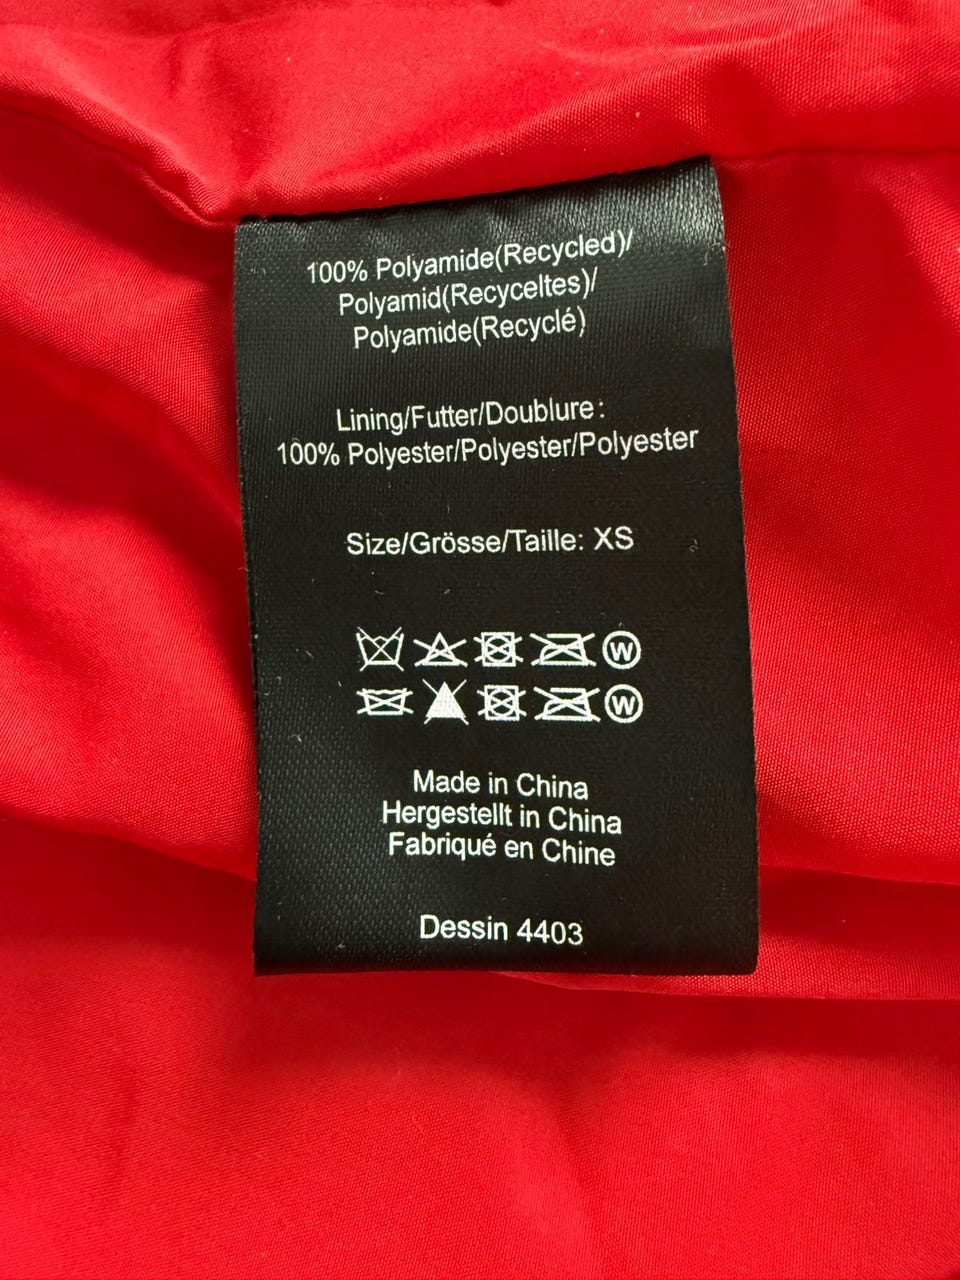 100% Polyamide(Recycled)/
Polyamid(Recyceltes)/
Polyamide(Recyclé)
Lining/Futter/Doublure:
100% Polyester/Polyester/Polyester
Size/Grösse/Taille: XS
W
W
Made in China
Hergestellt in China
Fabriqué en Chine
Dessin 4403